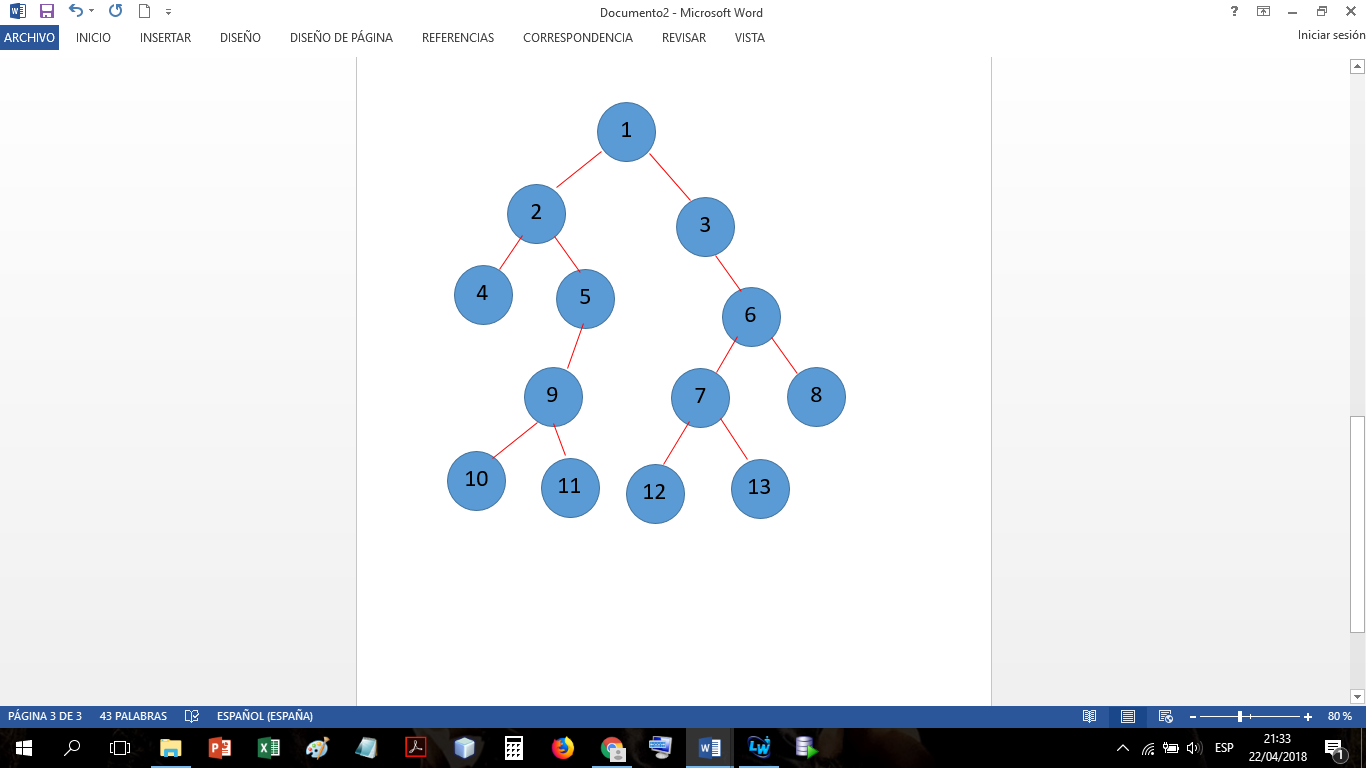 Documento2 - Microsoft Word
?
ARCHIVO INICIO INSERTAR DISEÑO DISEÑO DE PÁGINA REFERENCIAS CORRESPONDENCIA REVISAR VISTA Iniciar sesión
1
2 3
4 5 6
9 7 8
10 11 12 13
PÁGINA 3 DE 3 43 PALABRAS ESPAÑOL (ESPAÑA) 80 %
ESP 21:33
22/04/2018 1